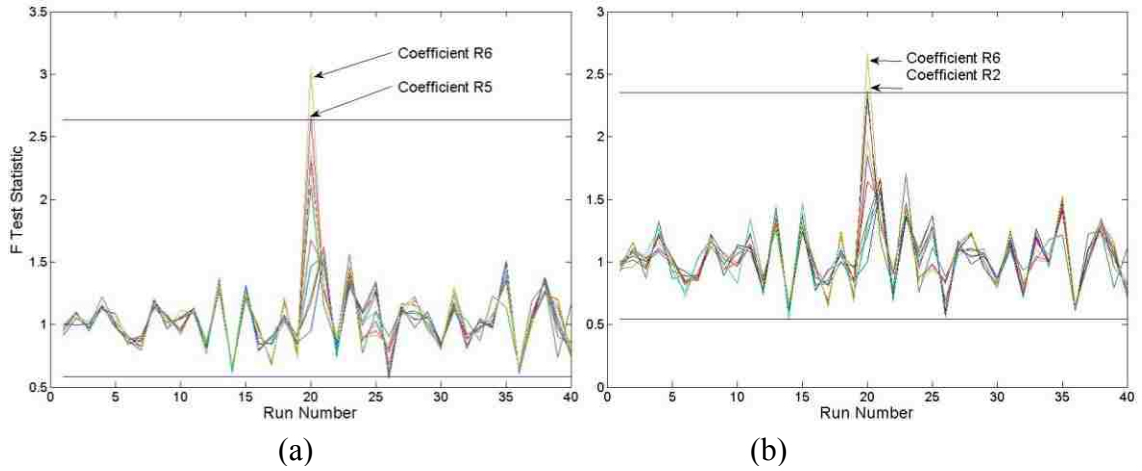 3.5
3
2.5
2
1.5
1
0.5
F Test Statistic
Coefficient R6
Coefficient R5
0 5 10 15 20 25 30 35 40
Run Number
(a)
3
2.5
2
1.5
1
0.5
0
Coefficient R6
Coefficient R2
0 5 10 15 20 25 30 35 40
Run Number
(b)